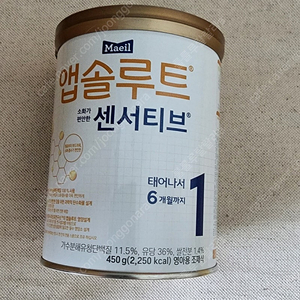 Maeil
앱솔루트
소화가
편안한
센서티브
태어나서
6개월까지
1
가수분해유청단백질 11.5%, 유당 36%, 쌀전분 1.4%
450 g (2,250 kcal) 영아용 조제식